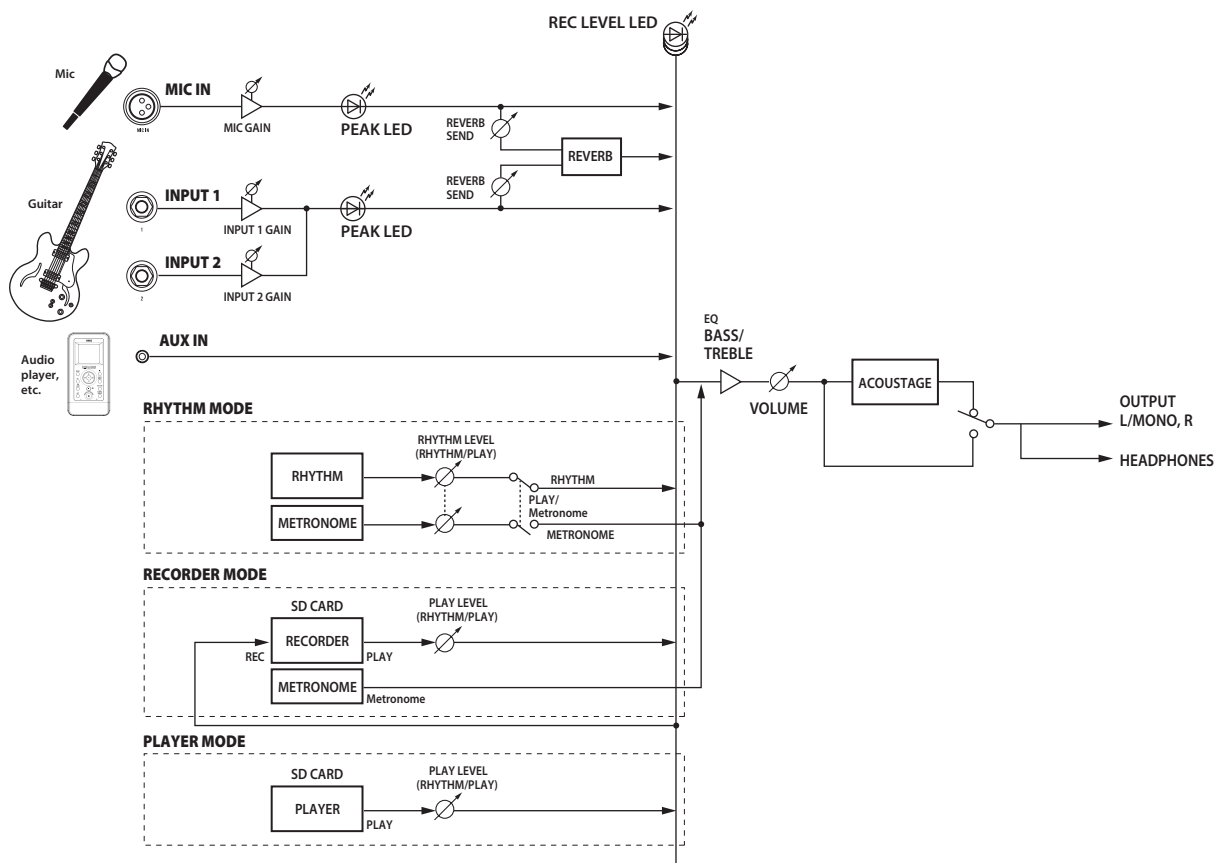 REC LEVEL LED
Mic
MIC IN
MIC IN
MIC GAIN
PEAK LED
REVERB
SEND
REVERB
REVERB
SEND
Guitar
INPUT 1
1
INPUT 1 GAIN
PEAK LED
INPUT 2
2
INPUT 2 GAIN
Audio
player,
etc.
AUX IN
EQ
BASS/
TREBLE
VOLUME
ACOUSTAGE
OUTPUT
L/MONO, R
HEADPHONES
RHYTHM MODE
RHYTHM LEVEL
(RHYTHM/PLAY)
RHYTHM
RHYTHM
PLAY/
Metronome
METRONOME
METRONOME
RECORDER MODE
SD CARD
PLAY LEVEL
(RHYTHM/PLAY)
RECORDER
REC
PLAY
METRONOME
Metronome
PLAYER MODE
SD CARD
PLAY LEVEL
(RHYTHM/PLAY)
PLAYER
PLAY